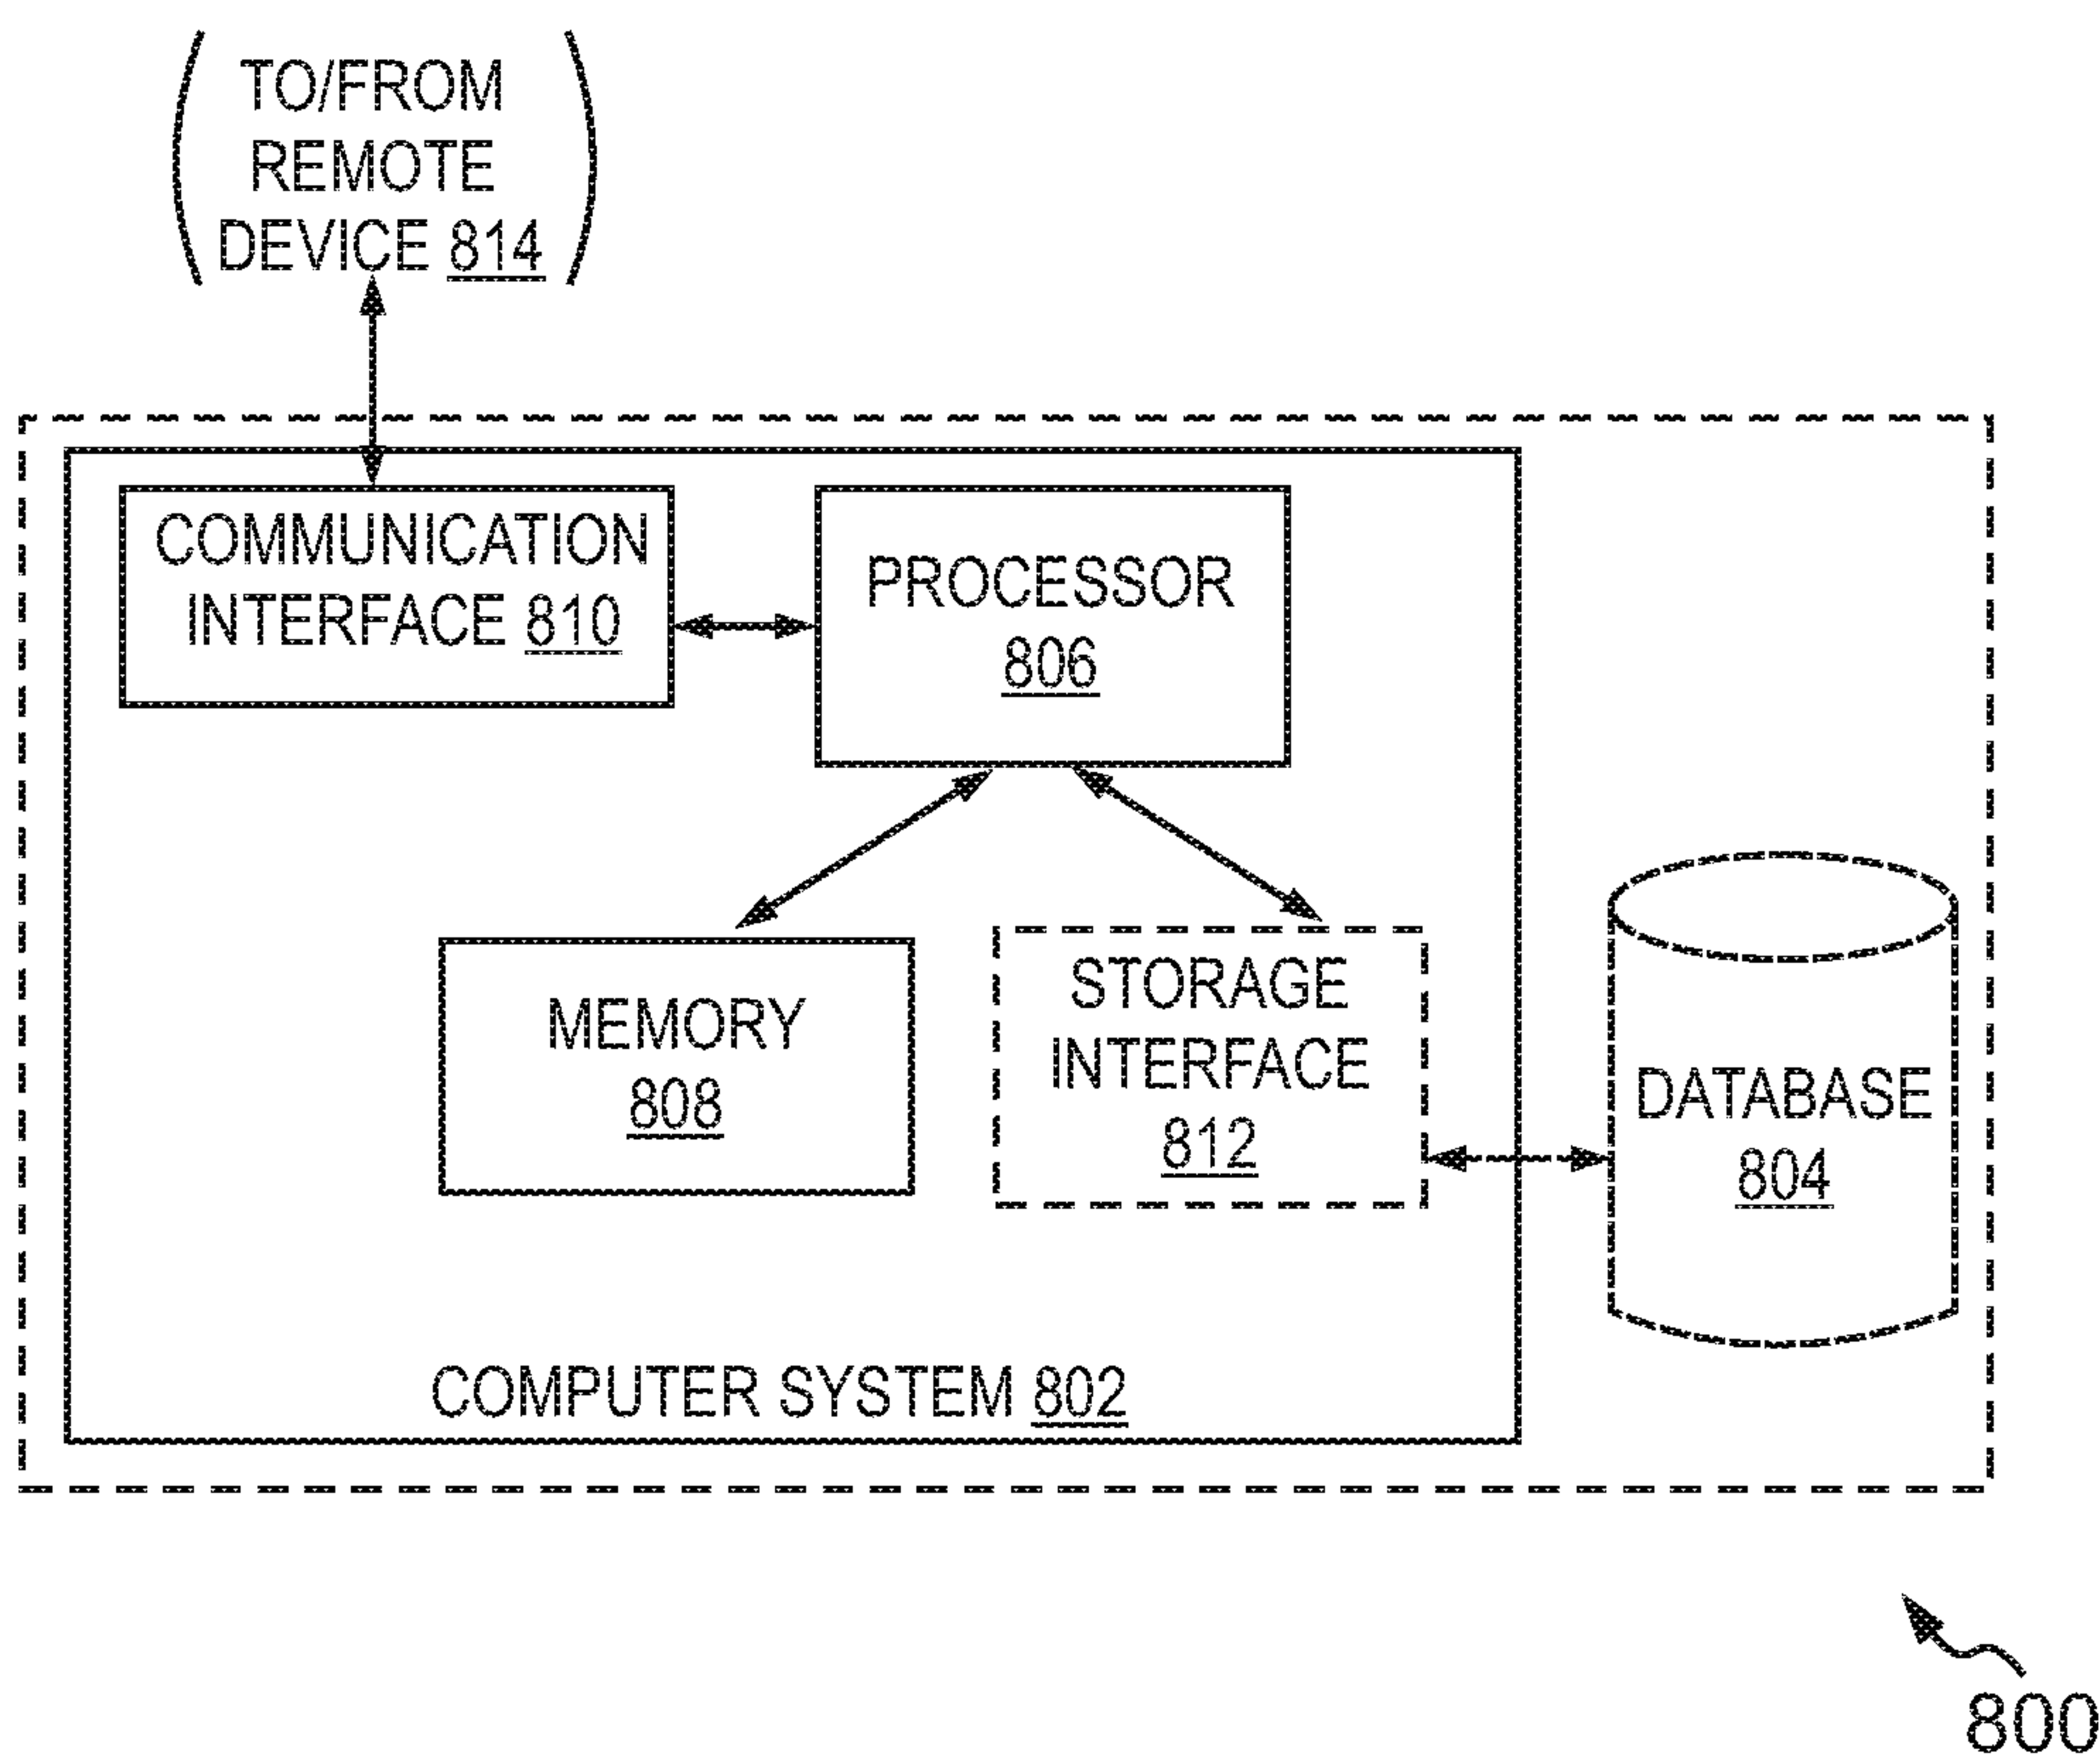 TO/FROM
REMOTE
DEVICE 814
COMMUNICATION
INTERFACE 810
PROCESSOR
806
MEMORY
808
STORAGE
INTERFACE
812
DATABASE
804
COMPUTER SYSTEM 802
800